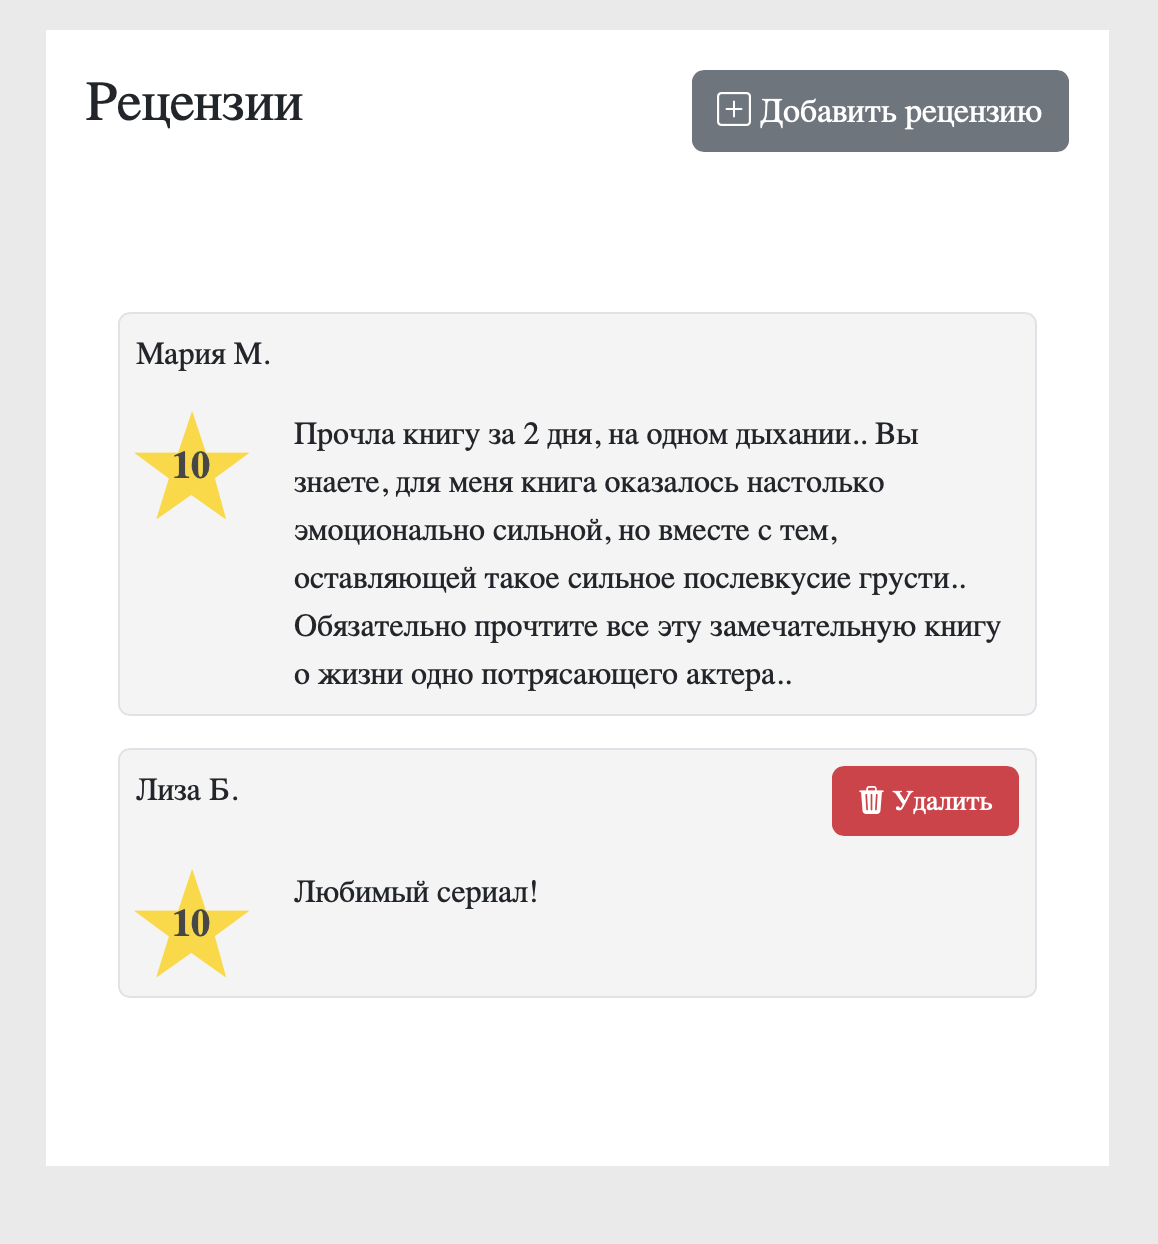 Рецензии
Добавить рецензию
Мария М.
10
Прочла книгу за 2 дня, на одном дыхании.. Вы
знаете, для меня книга оказалось настолько
эмоционально сильной, но вместе с тем,
оставляющей такое сильное послевкусие грусти..
Обязательно прочтите все эту замечательную книгу
о жизни одно потрясающего актера..
Лиза Б.
Удалить
10
Любимый сериал!